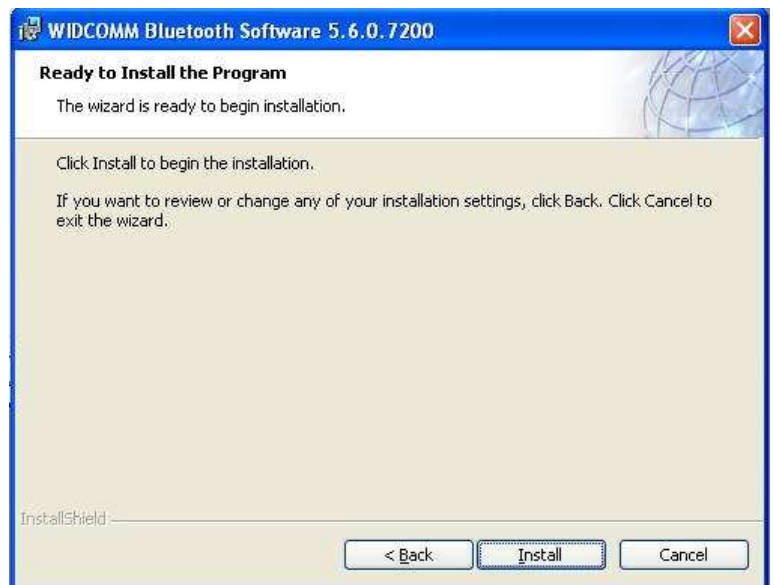 WIDCOMM Bluetooth Software 5.6.0.7200
Ready to Install the Program
The wizard is ready to begin installation.
Click Install to begin the installation.
If you want to review or change any of your installation settings, click Back. Click Cancel to
exit the wizard.
InstallShield
< Back Install Cancel